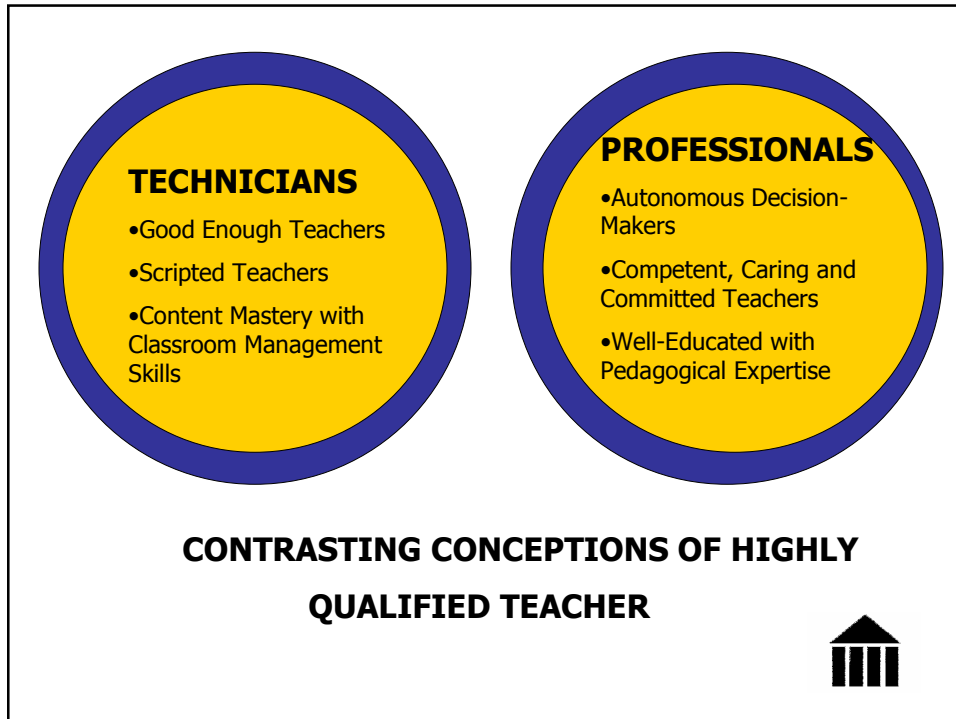 TECHNICIANS
•Good Enough Teachers
•Scripted Teachers
•Content Mastery with
Classroom Management
Skills
PROFESSIONALS
•Autonomous Decision-
Makers
•Competent, Caring and
Committed Teachers
•Well-Educated with
Pedagogical Expertise
CONTRASTING CONCEPTIONS OF HIGHLY
QUALIFIED TEACHER